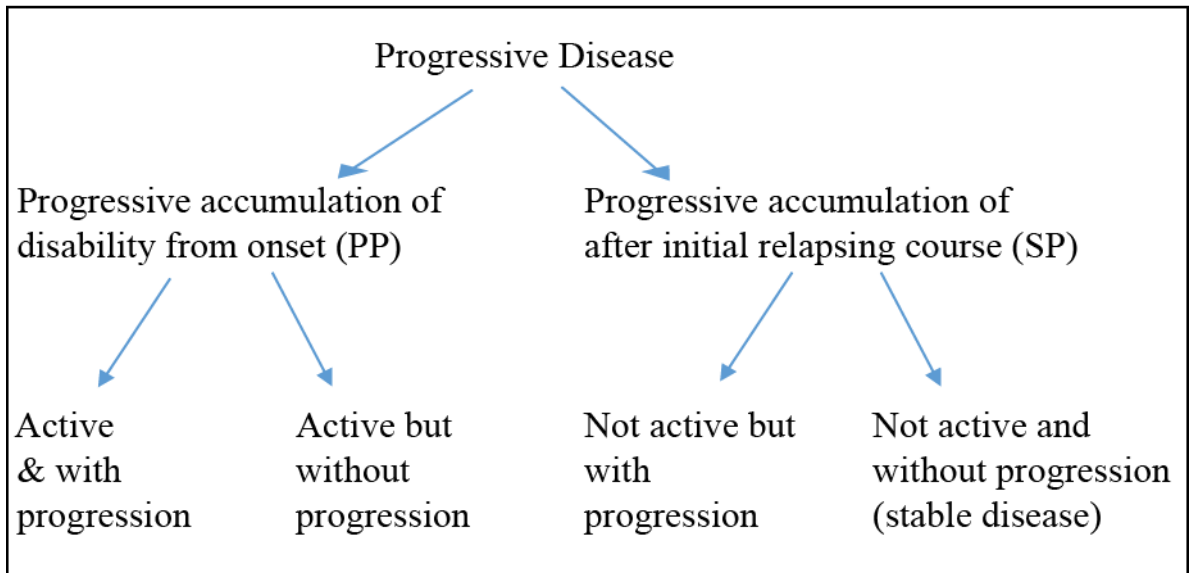 Progressive Disease
Progressive accumulation of
disability from onset (PP)
Progressive accumulation of
after initial relapsing course (SP)
Active
& with
progression
Active but
without
progression
Not active but
with
progression
Not active and
without progression
(stable disease)